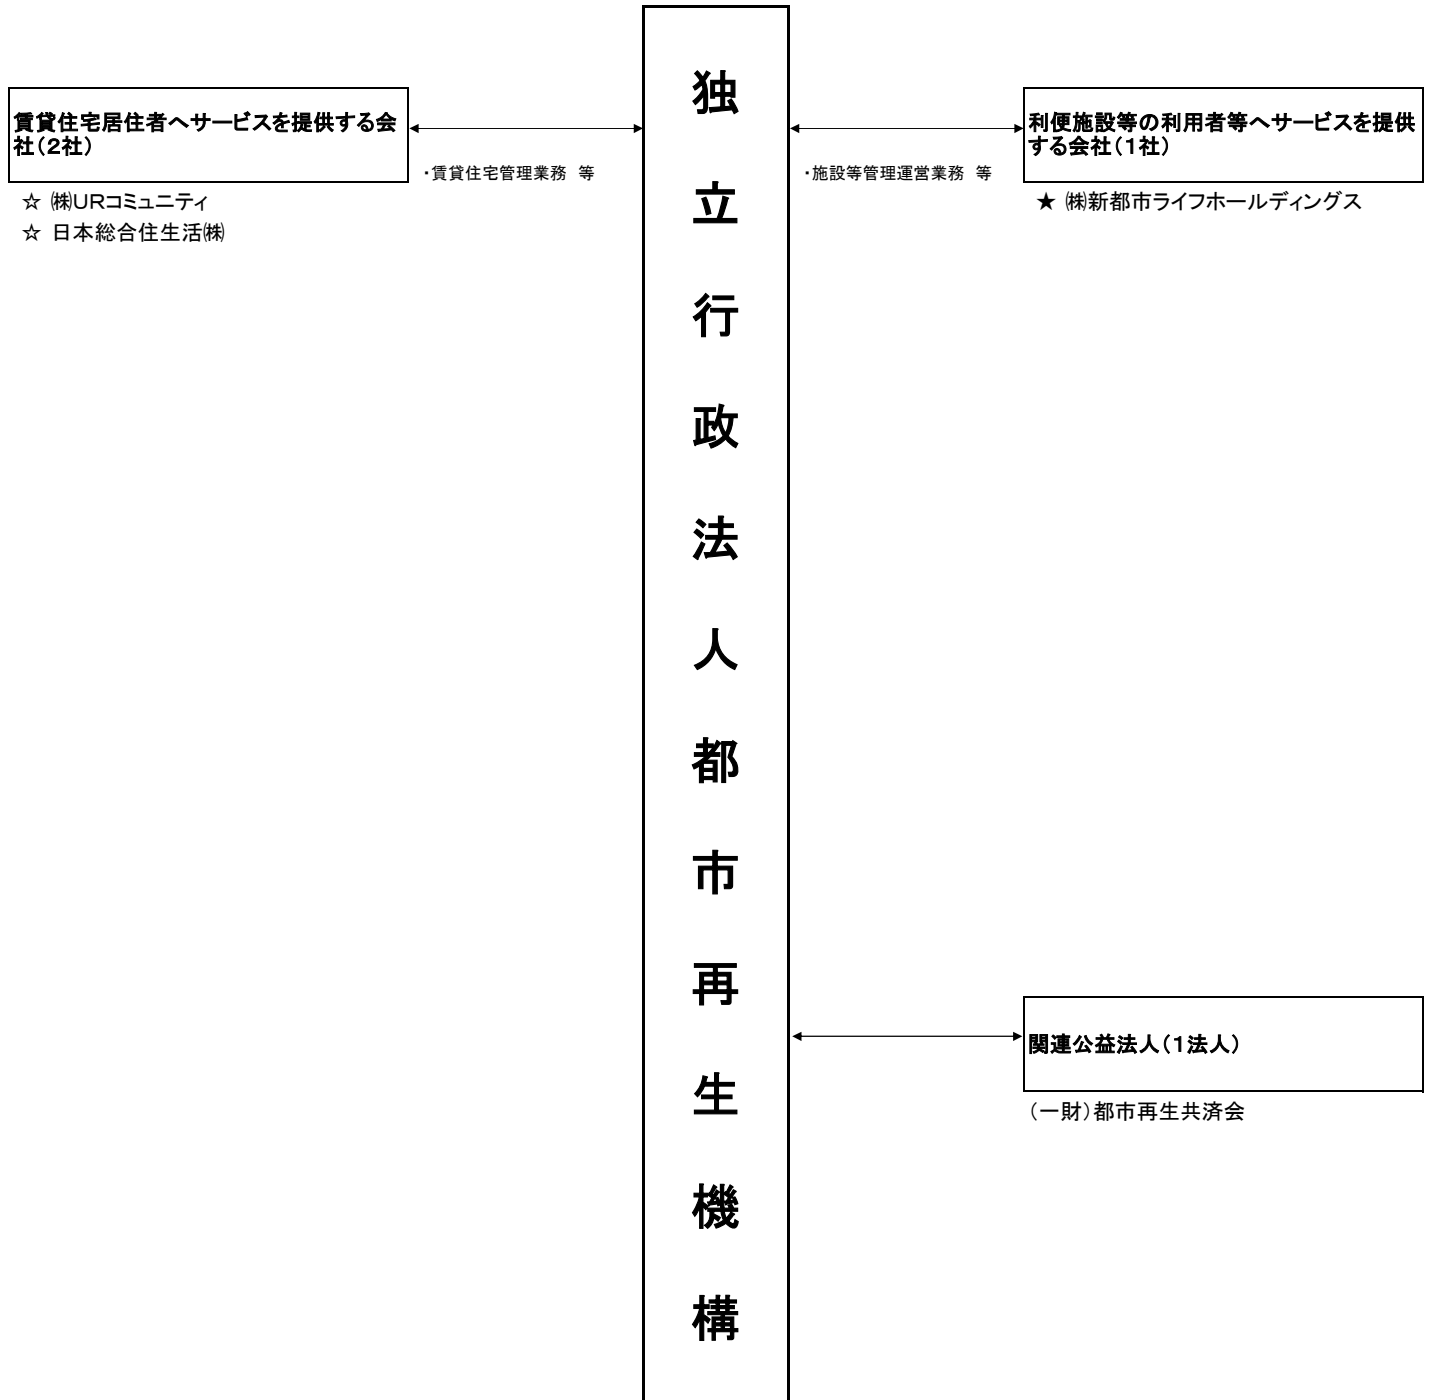 独立行政法人都市再生機構
賃貸住宅居住者へサービスを提供する会
社(2社)
・賃貸住宅管理業務　等
☆ ㈱URコミュニティ
☆ 日本総合住生活㈱
利便施設等の利用者等へサービスを提供
する会社(1社)
・施設等管理運営業務　等
★ ㈱新都市ライフホールディングス
関連公益法人(1法人)
(一財)都市再生共済会